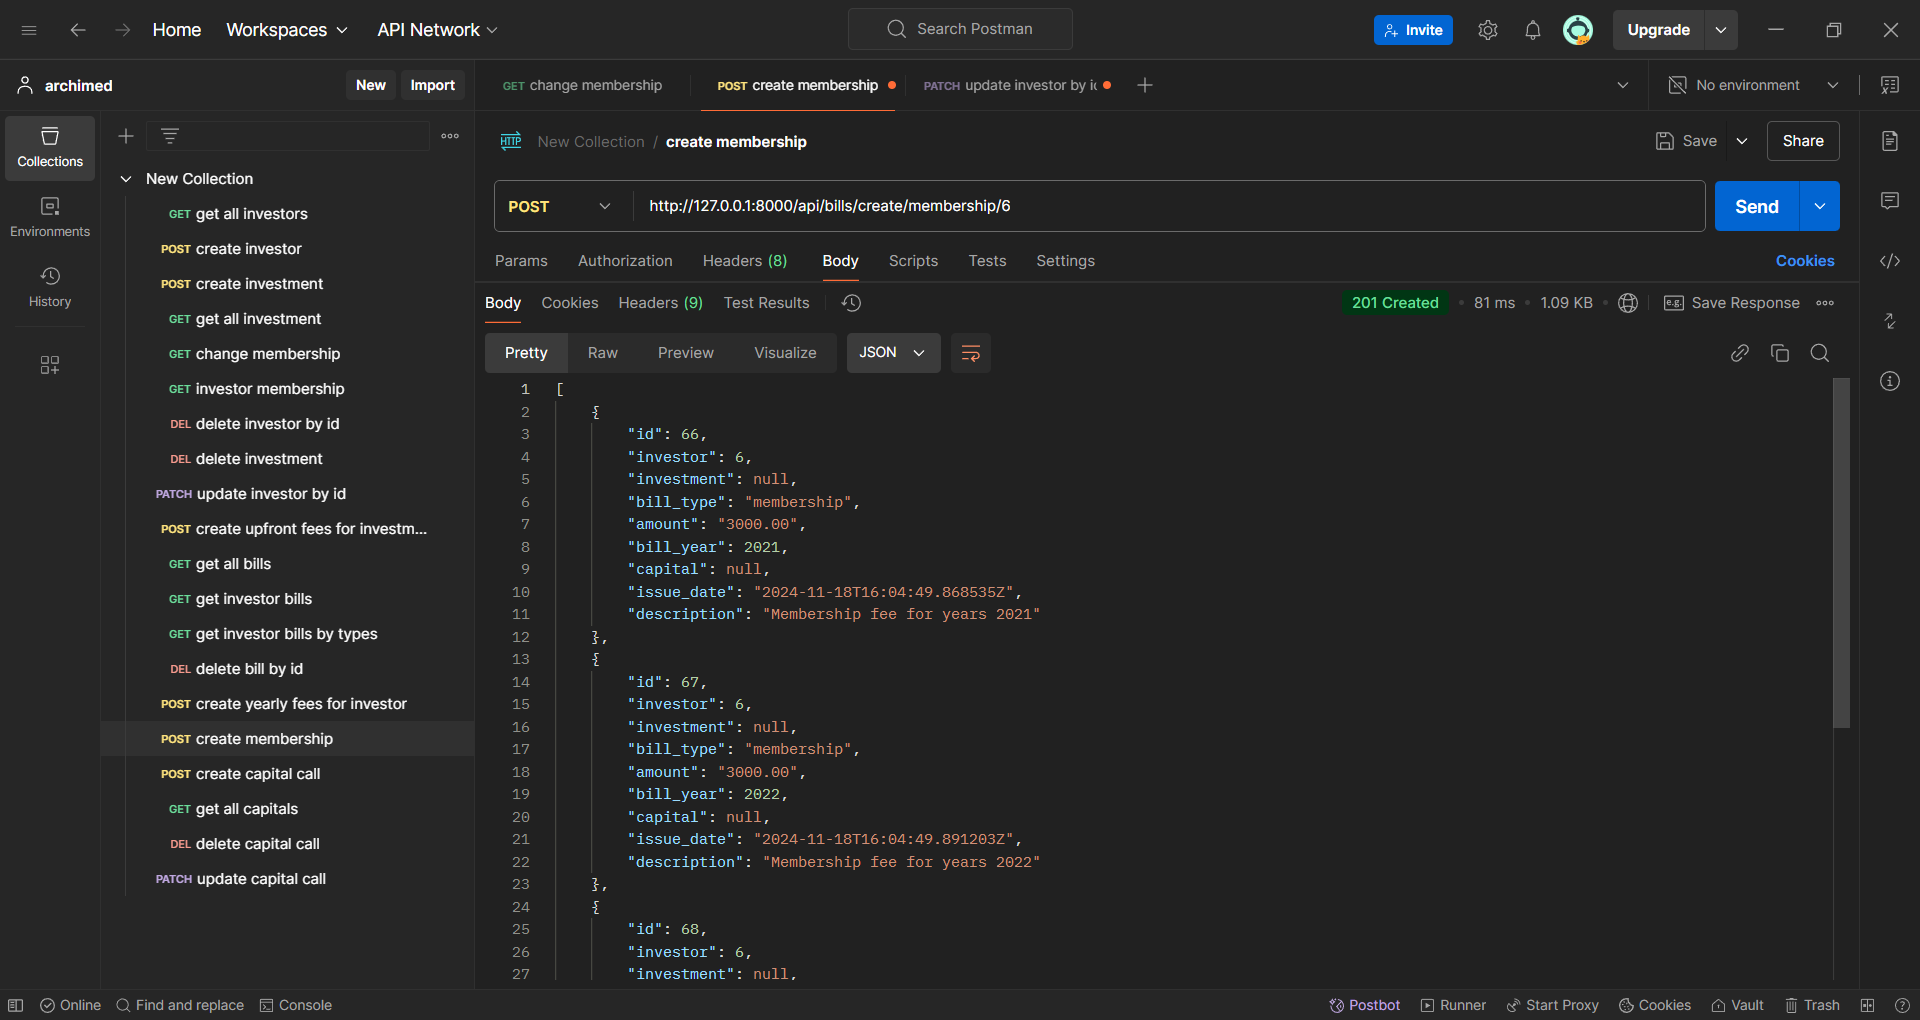 Home
Workspaces
API Network
Search Postman
Invite
Upgrade
archimed
New
Import
GET change membership
POST create membership
PATCH update investor by ic
No environment
Collections
Environments
History
New Collection
GET get all investors
POST create investor
POST create investment
GET get all investment
GET change membership
GET investor membership
DEL delete investor by id
DEL delete investment
PATCH update investor by id
POST create upfront fees for investm...
GET get all bills
GET get investor bills
GET get investor bills by types
DEL delete bill by id
POST create yearly fees for investor
POST create membership
POST create capital call
GET get all capitals
DEL delete capital call
PATCH update capital call
HTTP New Collection / create membership
Save
Share
POST
http://127.0.0.1:8000/api/bills/create/membership/6
Send
Params
Authorization
Headers (8)
Body
Scripts
Tests
Settings
Cookies
Body
Cookies
Headers (9)
Test Results
201 Created
81 ms
1.09 KB
e.g. Save Response
Pretty
Raw
Preview
Visualize
JSON
1 [
2 {
3 "id": 66,
4 "investor": 6,
5 "investment": null,
6 "bill_type": "membership",
7 "amount": "3000.00",
8 "bill_year": 2021,
9 "capital": null,
10 "issue_date": "2024-11-18T16:04:49.868535Z",
11 "description": "Membership fee for years 2021"
12 },
13 {
14 "id": 67,
15 "investor": 6,
16 "investment": null,
17 "bill_type": "membership",
18 "amount": "3000.00",
19 "bill_year": 2022,
20 "capital": null,
21 "issue_date": "2024-11-18T16:04:49.891203Z",
22 "description": "Membership fee for years 2022"
23 },
24 {
25 "id": 68,
26 "investor": 6,
27 "investment": null,
Online
Find and replace
Console
Postbot
Runner
Start Proxy
Cookies
Vault
Trash